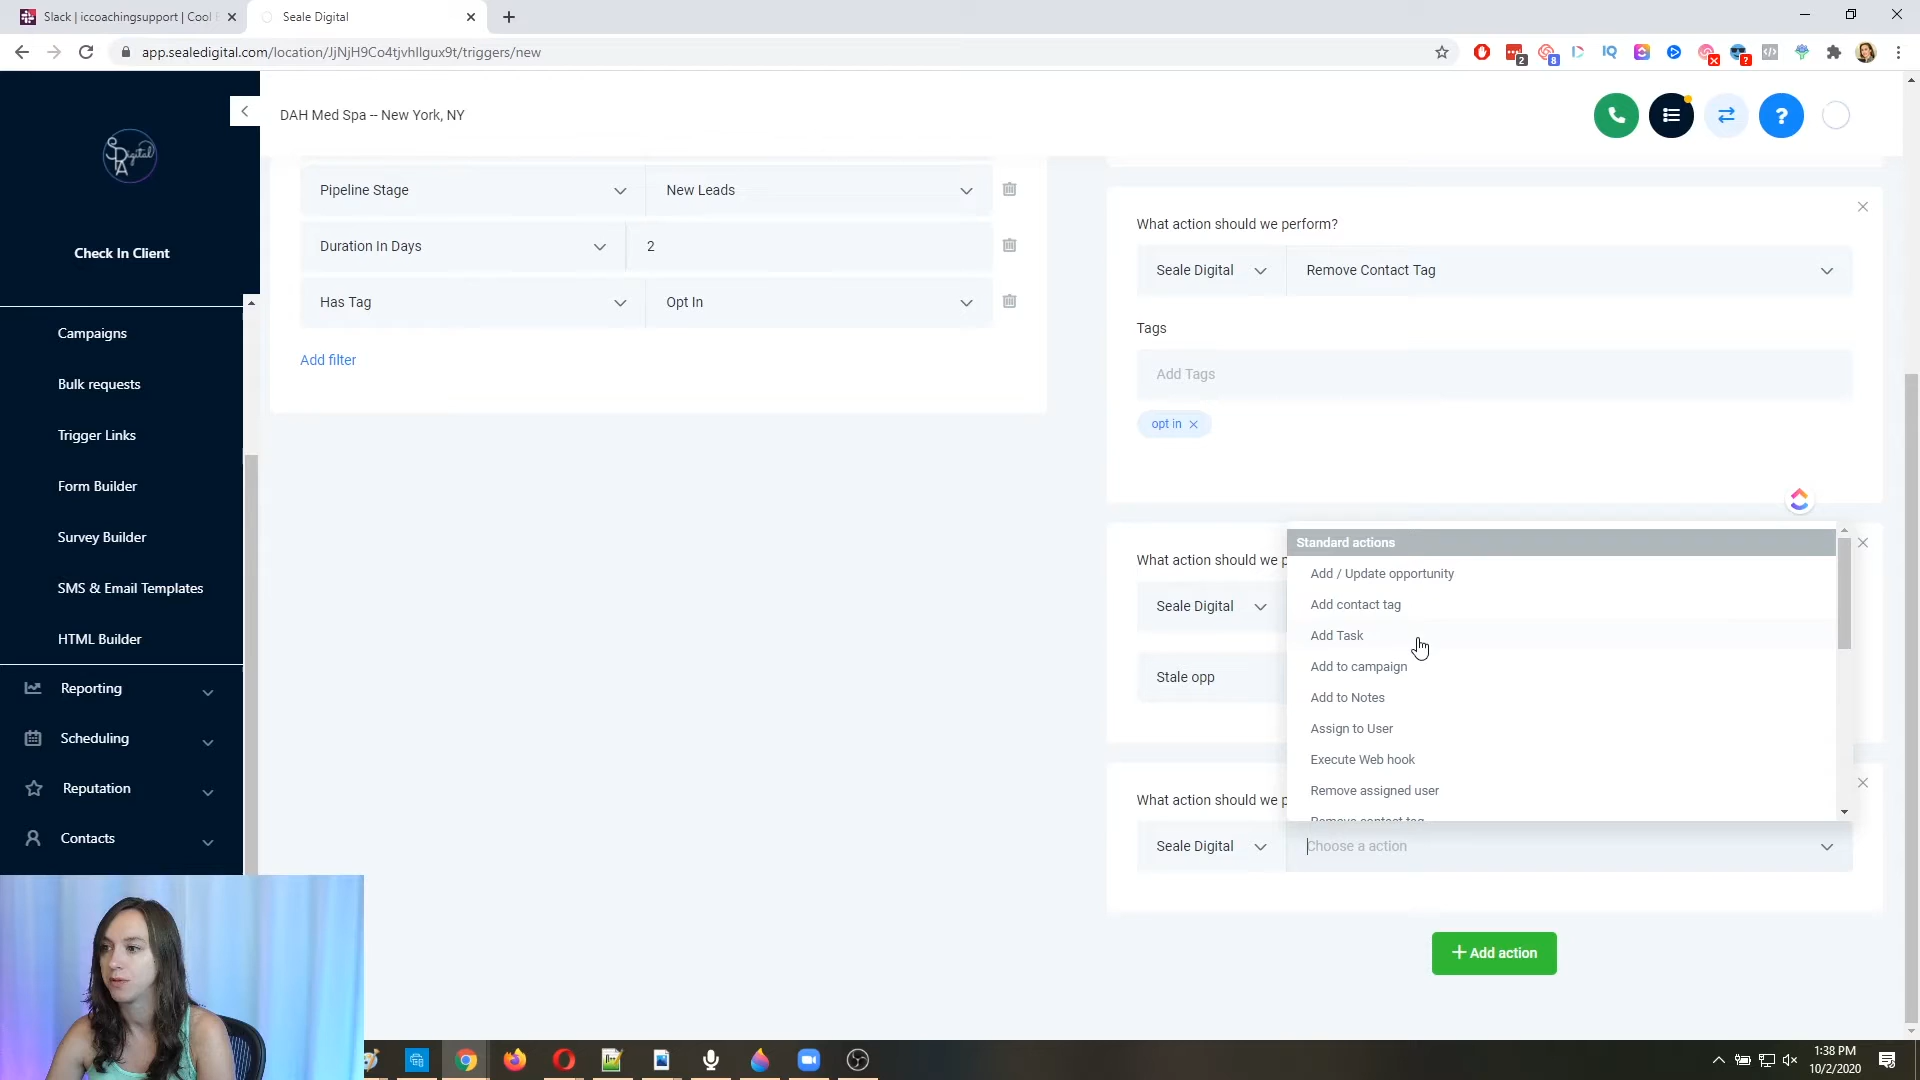 Slack | iccoachingsupport | Cool
Seale Digital
app.sealedigital.com/location/JjNjH9Co4tjvhIlgux9t/triggers/new
2
8
IQ
?
DAH Med Spa -- New York, NY
?
SPA Digital
Check In Client
Campaigns
Bulk requests
Trigger Links
Form Builder
Survey Builder
SMS & Email Templates
HTML Builder
Reporting
Scheduling
Reputation
Contacts
Pipeline Stage
New Leads
Duration In Days
2
Has Tag
Opt In
Add filter
What action should we perform?
Seale Digital
Remove Contact Tag
Tags
Add Tags
opt in
What action should we p
Seale Digital
Stale opp
Standard actions
Add / Update opportunity
Add contact tag
Add Task
Add to campaign
Add to Notes
Assign to User
Execute Web hook
Remove assigned user
Remove contact tag
What action should we p
Seale Digital
Choose a action
+ Add action
1:38 PM
10/2/2020